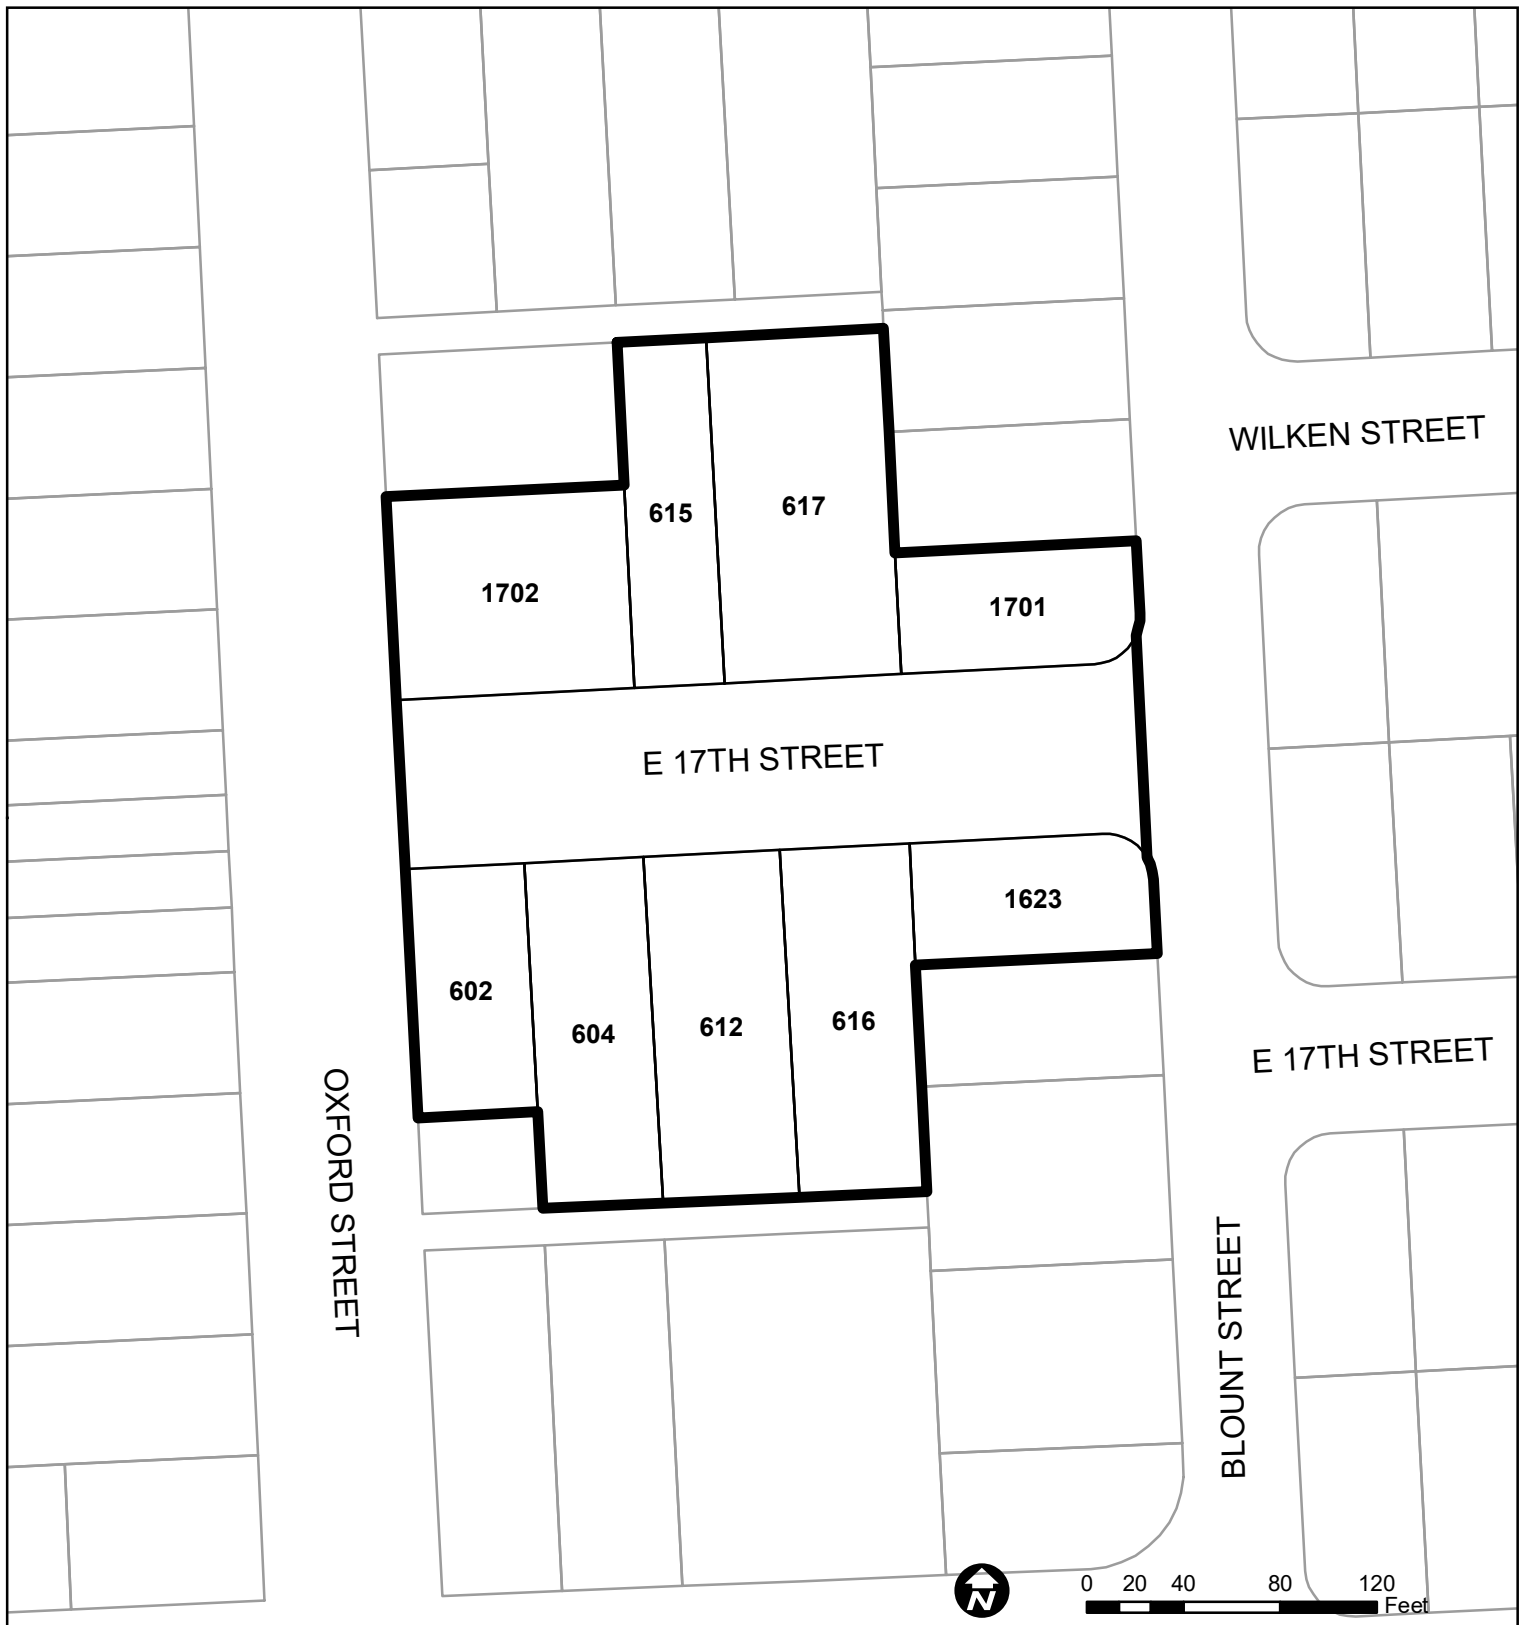 WILKEN STREET
615
617
1702
1701
E 17TH STREET
1623
602
604
612
616
E 17TH STREET
OXFORD STREET
BLOUNT STREET
N
0 20 40 80 120
Feet